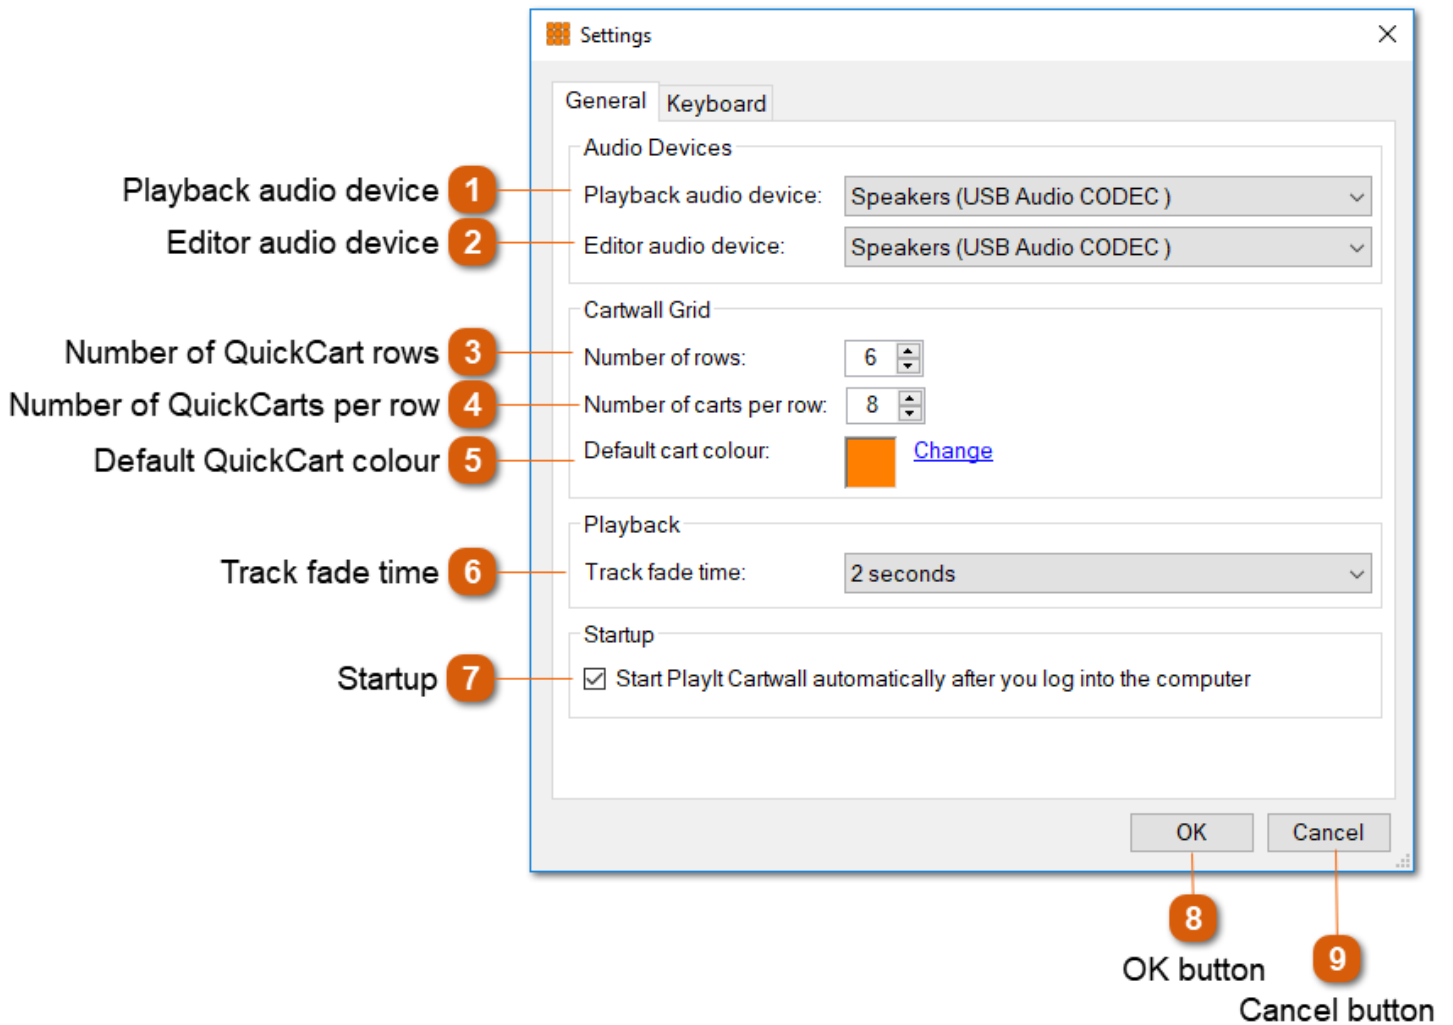 Settings
General Keyboard
Audio Devices
Playback audio device 1 Playback audio device: Speakers (USB Audio CODEC )
Editor audio device 2 Editor audio device: Speakers (USB Audio CODEC )
Cartwall Grid
Number of QuickCart rows 3 Number of rows: 6
Number of QuickCarts per row 4 Number of carts per row: 8
Default QuickCart colour 5 Default cart colour: Change
Playback
Track fade time 6 Track fade time: 2 seconds
Startup
Startup 7 Start PlayIt Cartwall automatically after you log into the computer
OK Cancel
8
OK button
9
Cancel button